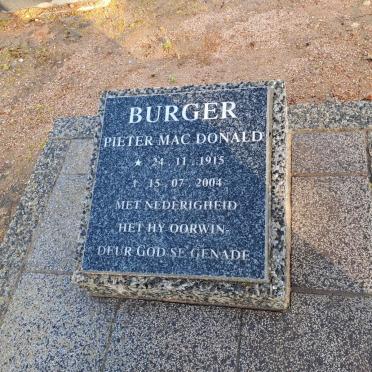 BURGER
PIETER MAC DONALD
★ 24 . 11 . 1915
† 15 . 07 . 2004
MET NEDERIGHEID
HET HY OORWIN-
DEUR GOD SE GENADE